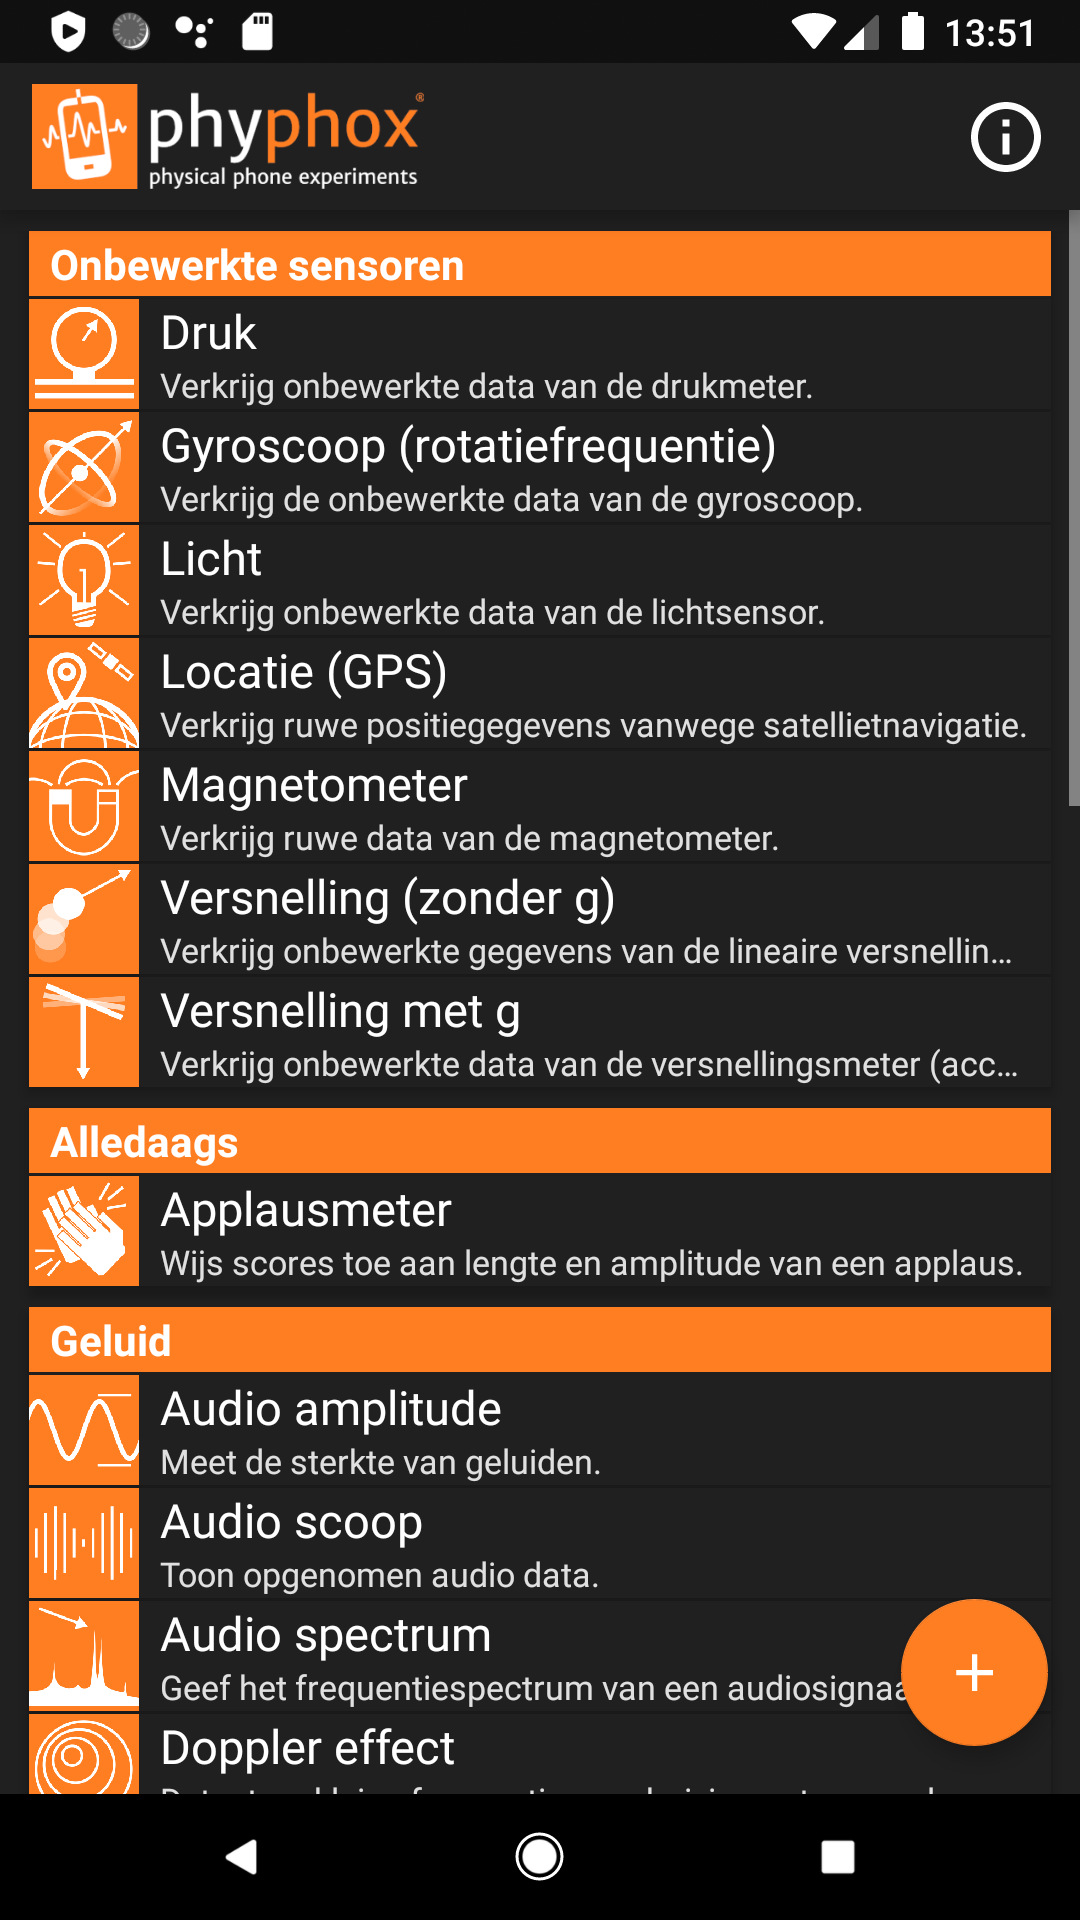 13:51
phyphox®
physical phone experiments
Onbewerkte sensoren
Druk
Verkrijg onbewerkte data van de drukmeter.
Gyroscoop (rotatiefrequentie)
Verkrijg de onbewerkte data van de gyroscoop.
Licht
Verkrijg onbewerkte data van de lichtsensor.
Locatie (GPS)
Verkrijg ruwe positiegegevens vanwege satellietnavigatie.
Magnetometer
Verkrijg ruwe data van de magnetometer.
Versnelling (zonder g)
Verkrijg onbewerkte gegevens van de lineaire versnellin…
Versnelling met g
Verkrijg onbewerkte data van de versnellingsmeter (acc…
Alledaags
Applausmeter
Wijs scores toe aan lengte en amplitude van een applaus.
Geluid
Audio amplitude
Meet de sterkte van geluiden.
Audio scoop
Toon opgenomen audio data.
Audio spectrum
Geef het frequentiespectrum van een audiosignaa
Doppler effect